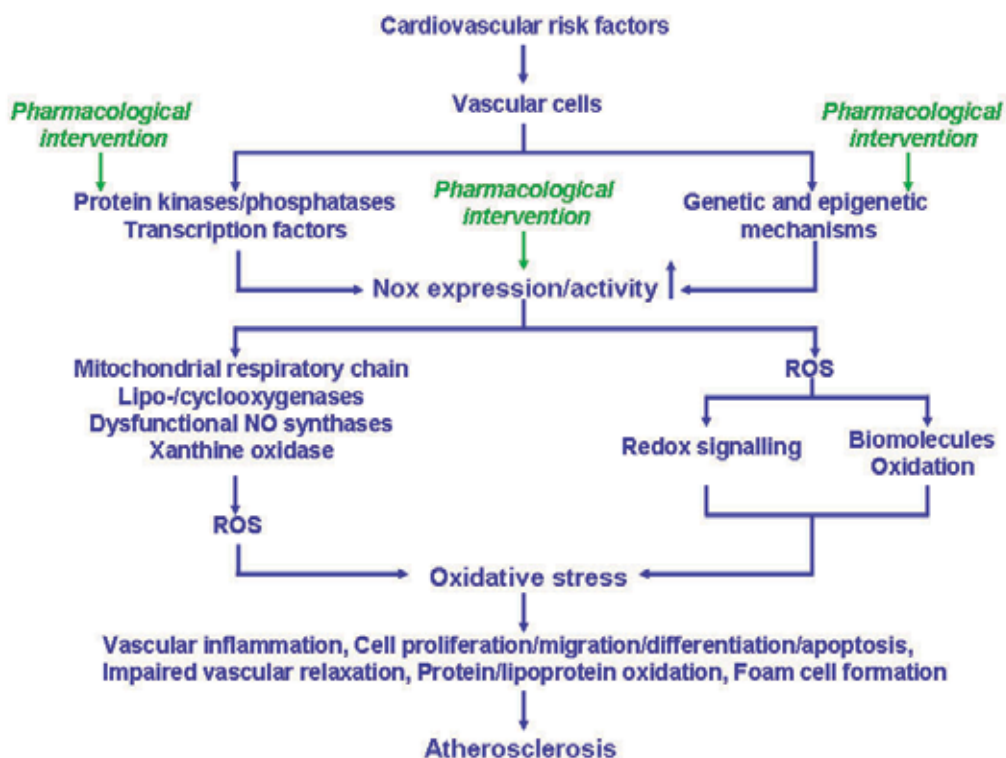 Cardiovascular risk factors
Vascular cells
Pharmacological
intervention
Pharmacological
intervention
Protein kinases/phosphatases
Transcription factors
Pharmacological
intervention
Genetic and epigenetic
mechanisms
Nox expression/activity
Mitochondrial respiratory chain
Lipo-/cyclooxygenases
Dysfunctional NO synthases
Xanthine oxidase
ROS
Redox signalling
Biomolecules
Oxidation
ROS
Oxidative stress
Vascular inflammation, Cell proliferation/migration/differentiation/apoptosis,
Impaired vascular relaxation, Protein/lipoprotein oxidation, Foam cell formation
Atherosclerosis